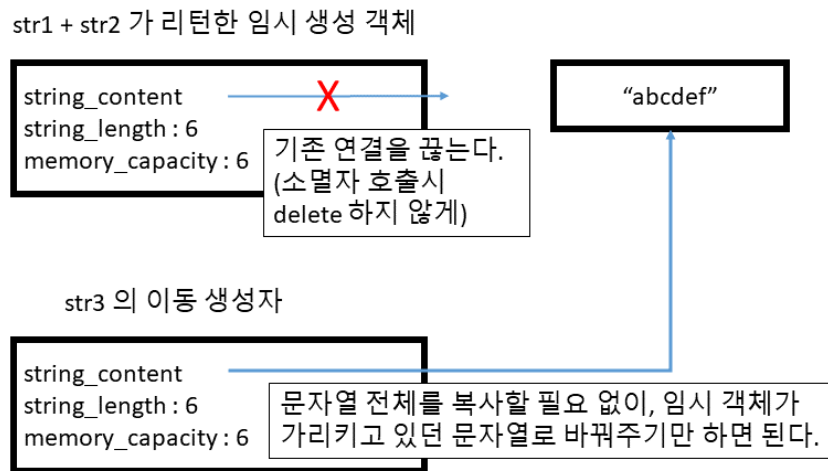 str1 + str2 가 리턴한 임시 생성 객체
string_content
string_length : 6
memory_capacity : 6
“abcdef”
기존 연결을 끊는다.
(소멸자 호출시
delete 하지 않게)
str3 의 이동 생성자
string_content
string_length : 6
memory_capacity : 6
문자열 전체를 복사할 필요 없이, 임시 객체가
가리키고 있던 문자열로 바꿔주기만 하면 된다.